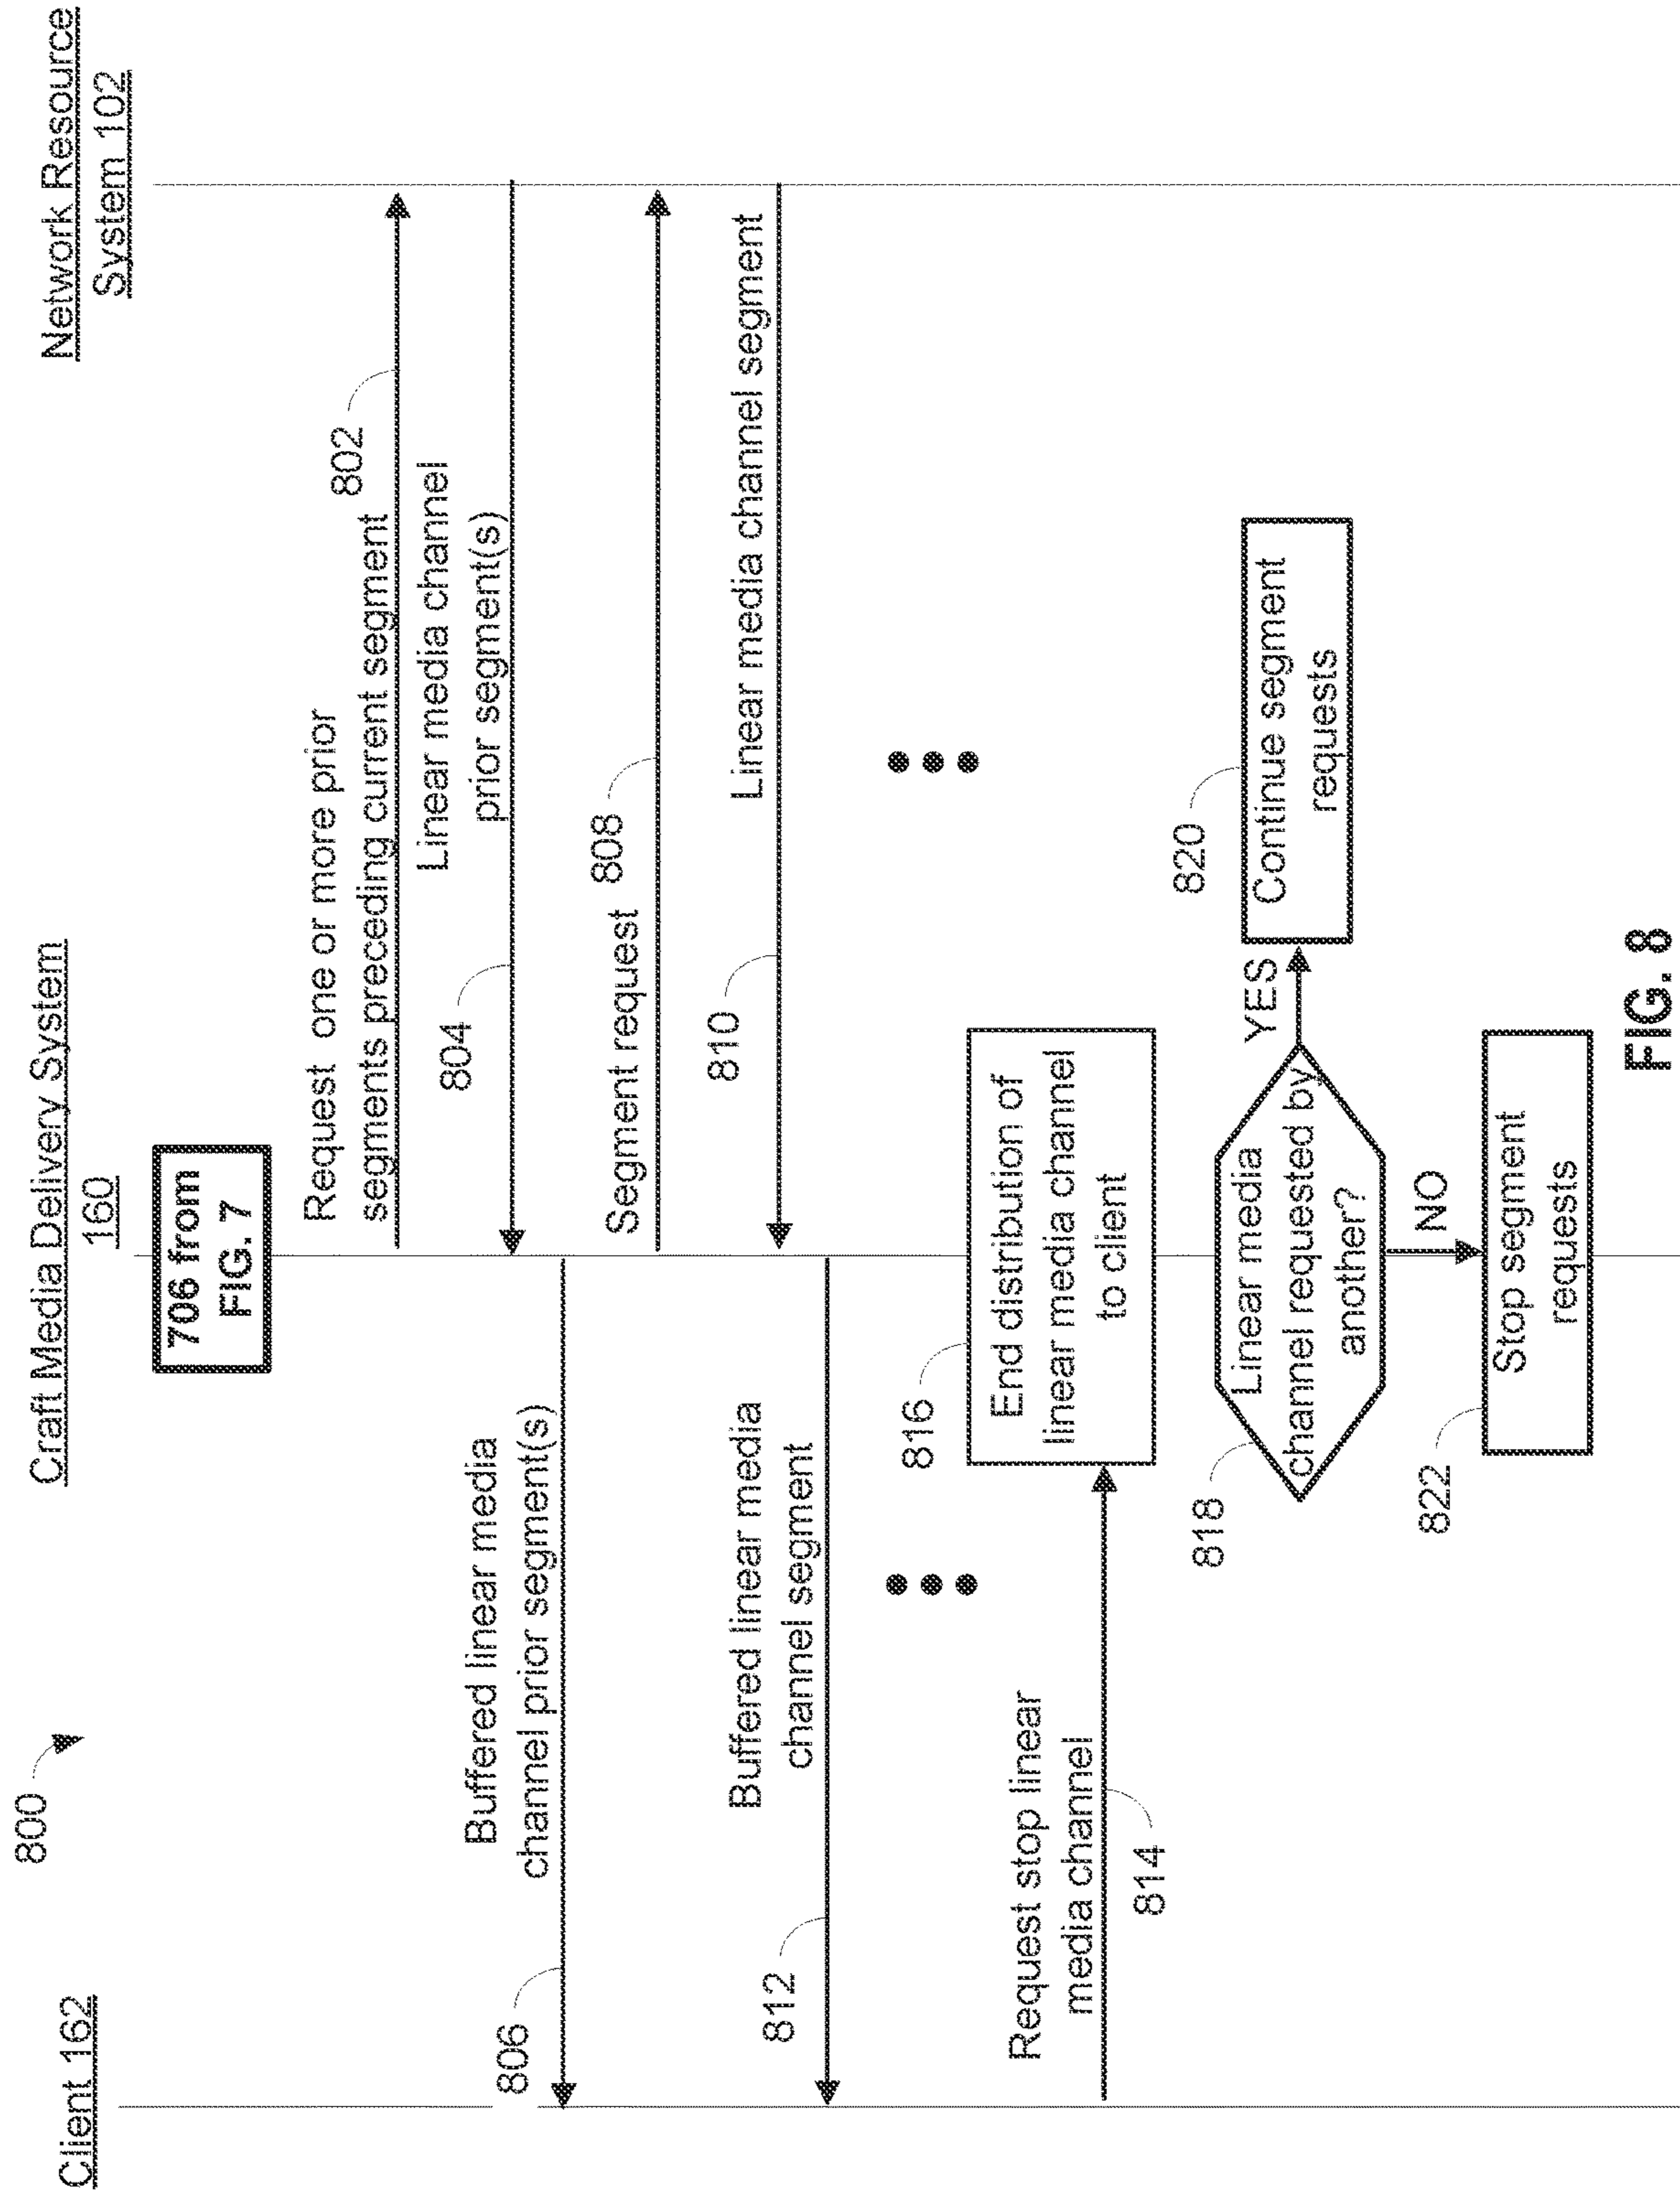 800
Client 162
Craft Media Delivery System
160
Network Resource
System 102
706 from
FIG. 7
Request one or more prior
segments preceding current segment
802
Linear media channel
prior segment(s)
804
Buffered linear media
channel prior segment(s)
806
Segment request
808
Linear media channel segment
810
Buffered linear media
channel segment
812
Request stop linear
media channel
814
816
End distribution of
linear media channel
to client
818
Linear media
channel requested by
another?
YES
820
Continue segment
requests
NO
822
Stop segment
requests
FIG. 8